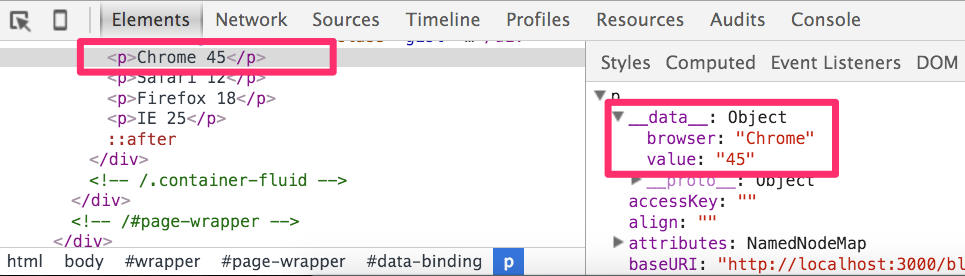 Elements Network Sources Timeline Profiles Resources Audits Console
<p>Chrome 45</p>
<p>Safari 12</p>
<p>Firefox 18</p>
<p>IE 25</p>
::after
</div>
<!-- /.container-fluid -->
</div>
<!-- /#page-wrapper -->
</div>
html body #wrapper #page-wrapper #data-binding p
Styles Computed Event Listeners DOM
p
__data__: Object
browser: "Chrome"
value: "45"
__proto__: Object
accessKey: ""
align: ""
attributes: NamedNodeMap
baseURI: "http://localhost:3000/bl